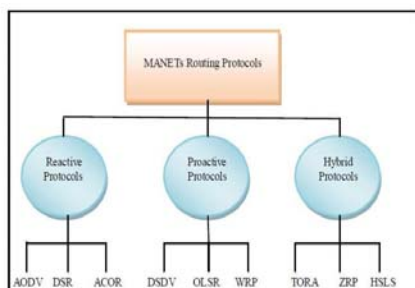 MANETs Routing Protocols
Reactive
Protocols
Proactive
Protocols
Hybrid
Protocols
AODV DSR ACOR DSDV OLSR WRP TORA ZRP HSLS